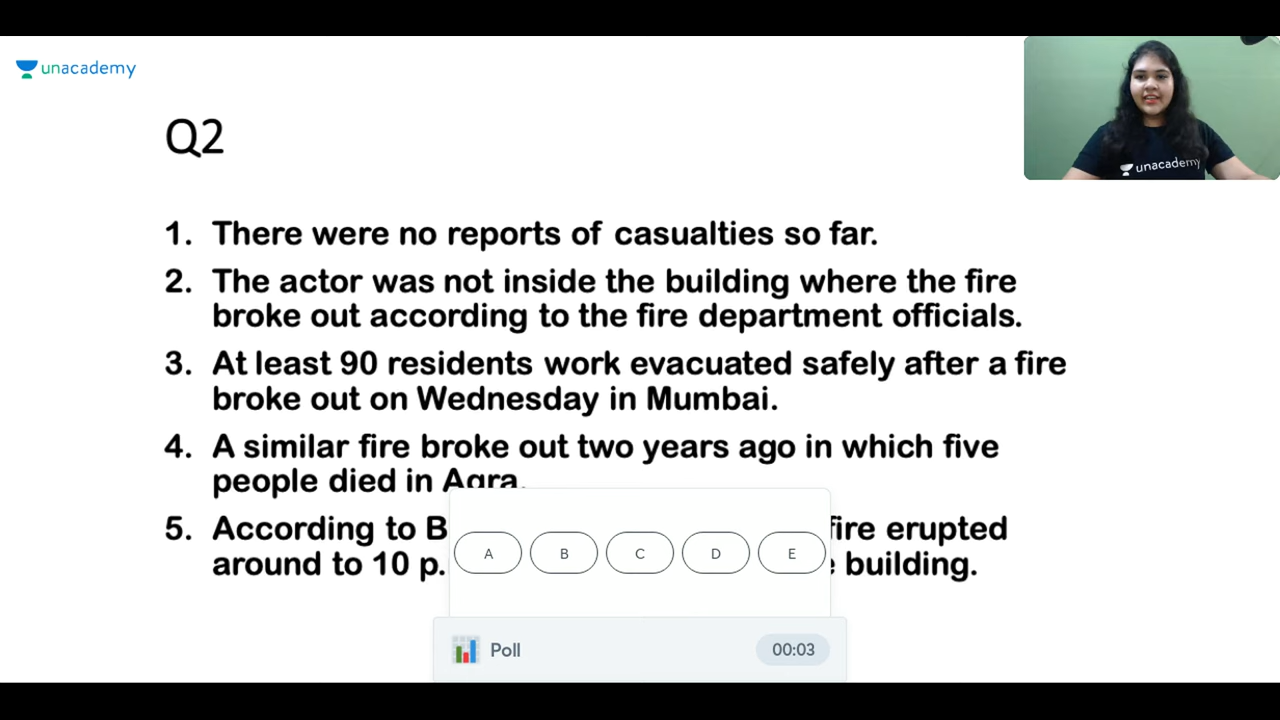 unacademy
unacademy
Q2
1. There were no reports of casualties so far.
2. The actor was not inside the building where the fire
broke out according to the fire department officials.
3. At least 90 residents work evacuated safely after a fire
broke out on Wednesday in Mumbai.
4. A similar fire broke out two years ago in which five
people died in Agra.
5. According to B fire erupted
around to 10 p. building.
A B C D E
Poll 00:03